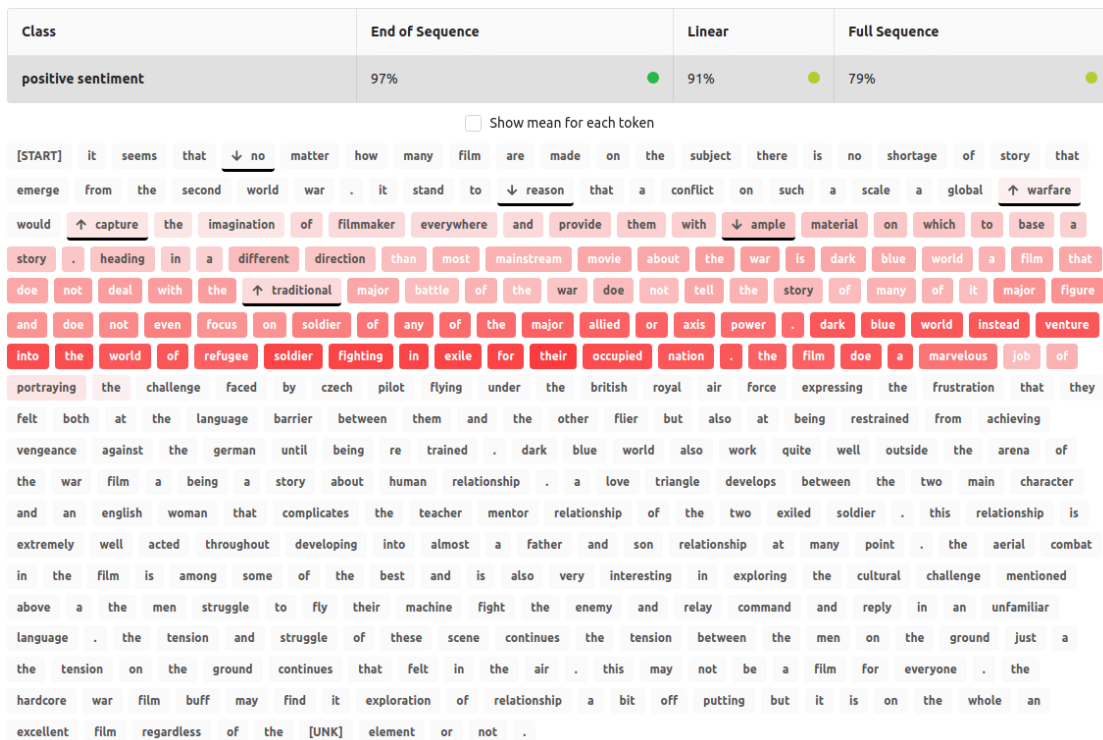 Class End of Sequence Linear Full Sequence
positive sentiment 97% 91% 79%
Show mean for each token
[START] it seems that ↓ no matter how many film are made on the subject there is no shortage of story that
emerge from the second world war . it stand to ↓ reason that a conflict on such a scale a global ↑ warfare
would ↑ capture the imagination of filmmaker everywhere and provide them with ↓ ample material on which to base a
story . heading in a different direction than most mainstream movie about the war is dark blue world a film that
doe not deal with the ↑ traditional major battle of the war doe not tell the story of many of it major figure
and doe not even focus on soldier of any of the major allied or axis power . dark blue world instead venture
into the world of refugee soldier fighting in exile for their occupied nation . the film doe a marvelous job of
portraying the challenge faced by czech pilot flying under the british royal air force expressing the frustration that they
felt both at the language barrier between them and the other flier but also at being restrained from achieving
vengeance against the german until being re trained . dark blue world also work quite well outside the arena of
the war film a being a story about human relationship . a love triangle develops between the two main character
and an english woman that complicates the teacher mentor relationship of the two exiled soldier . this relationship is
extremely well acted throughout developing into almost a father and son relationship at many point . the aerial combat
in the film is among some of the best and is also very interesting in exploring the cultural challenge mentioned
above a the men struggle to fly their machine fight the enemy and relay command and reply in an unfamiliar
language . the tension and struggle of these scene continues the tension between the men on the ground just a
the tension on the ground continues that felt in the air . this may not be a film for everyone . the
hardcore war film buff may find it exploration of relationship a bit off putting but it is on the whole an
excellent film regardless of the [UNK] element or not .